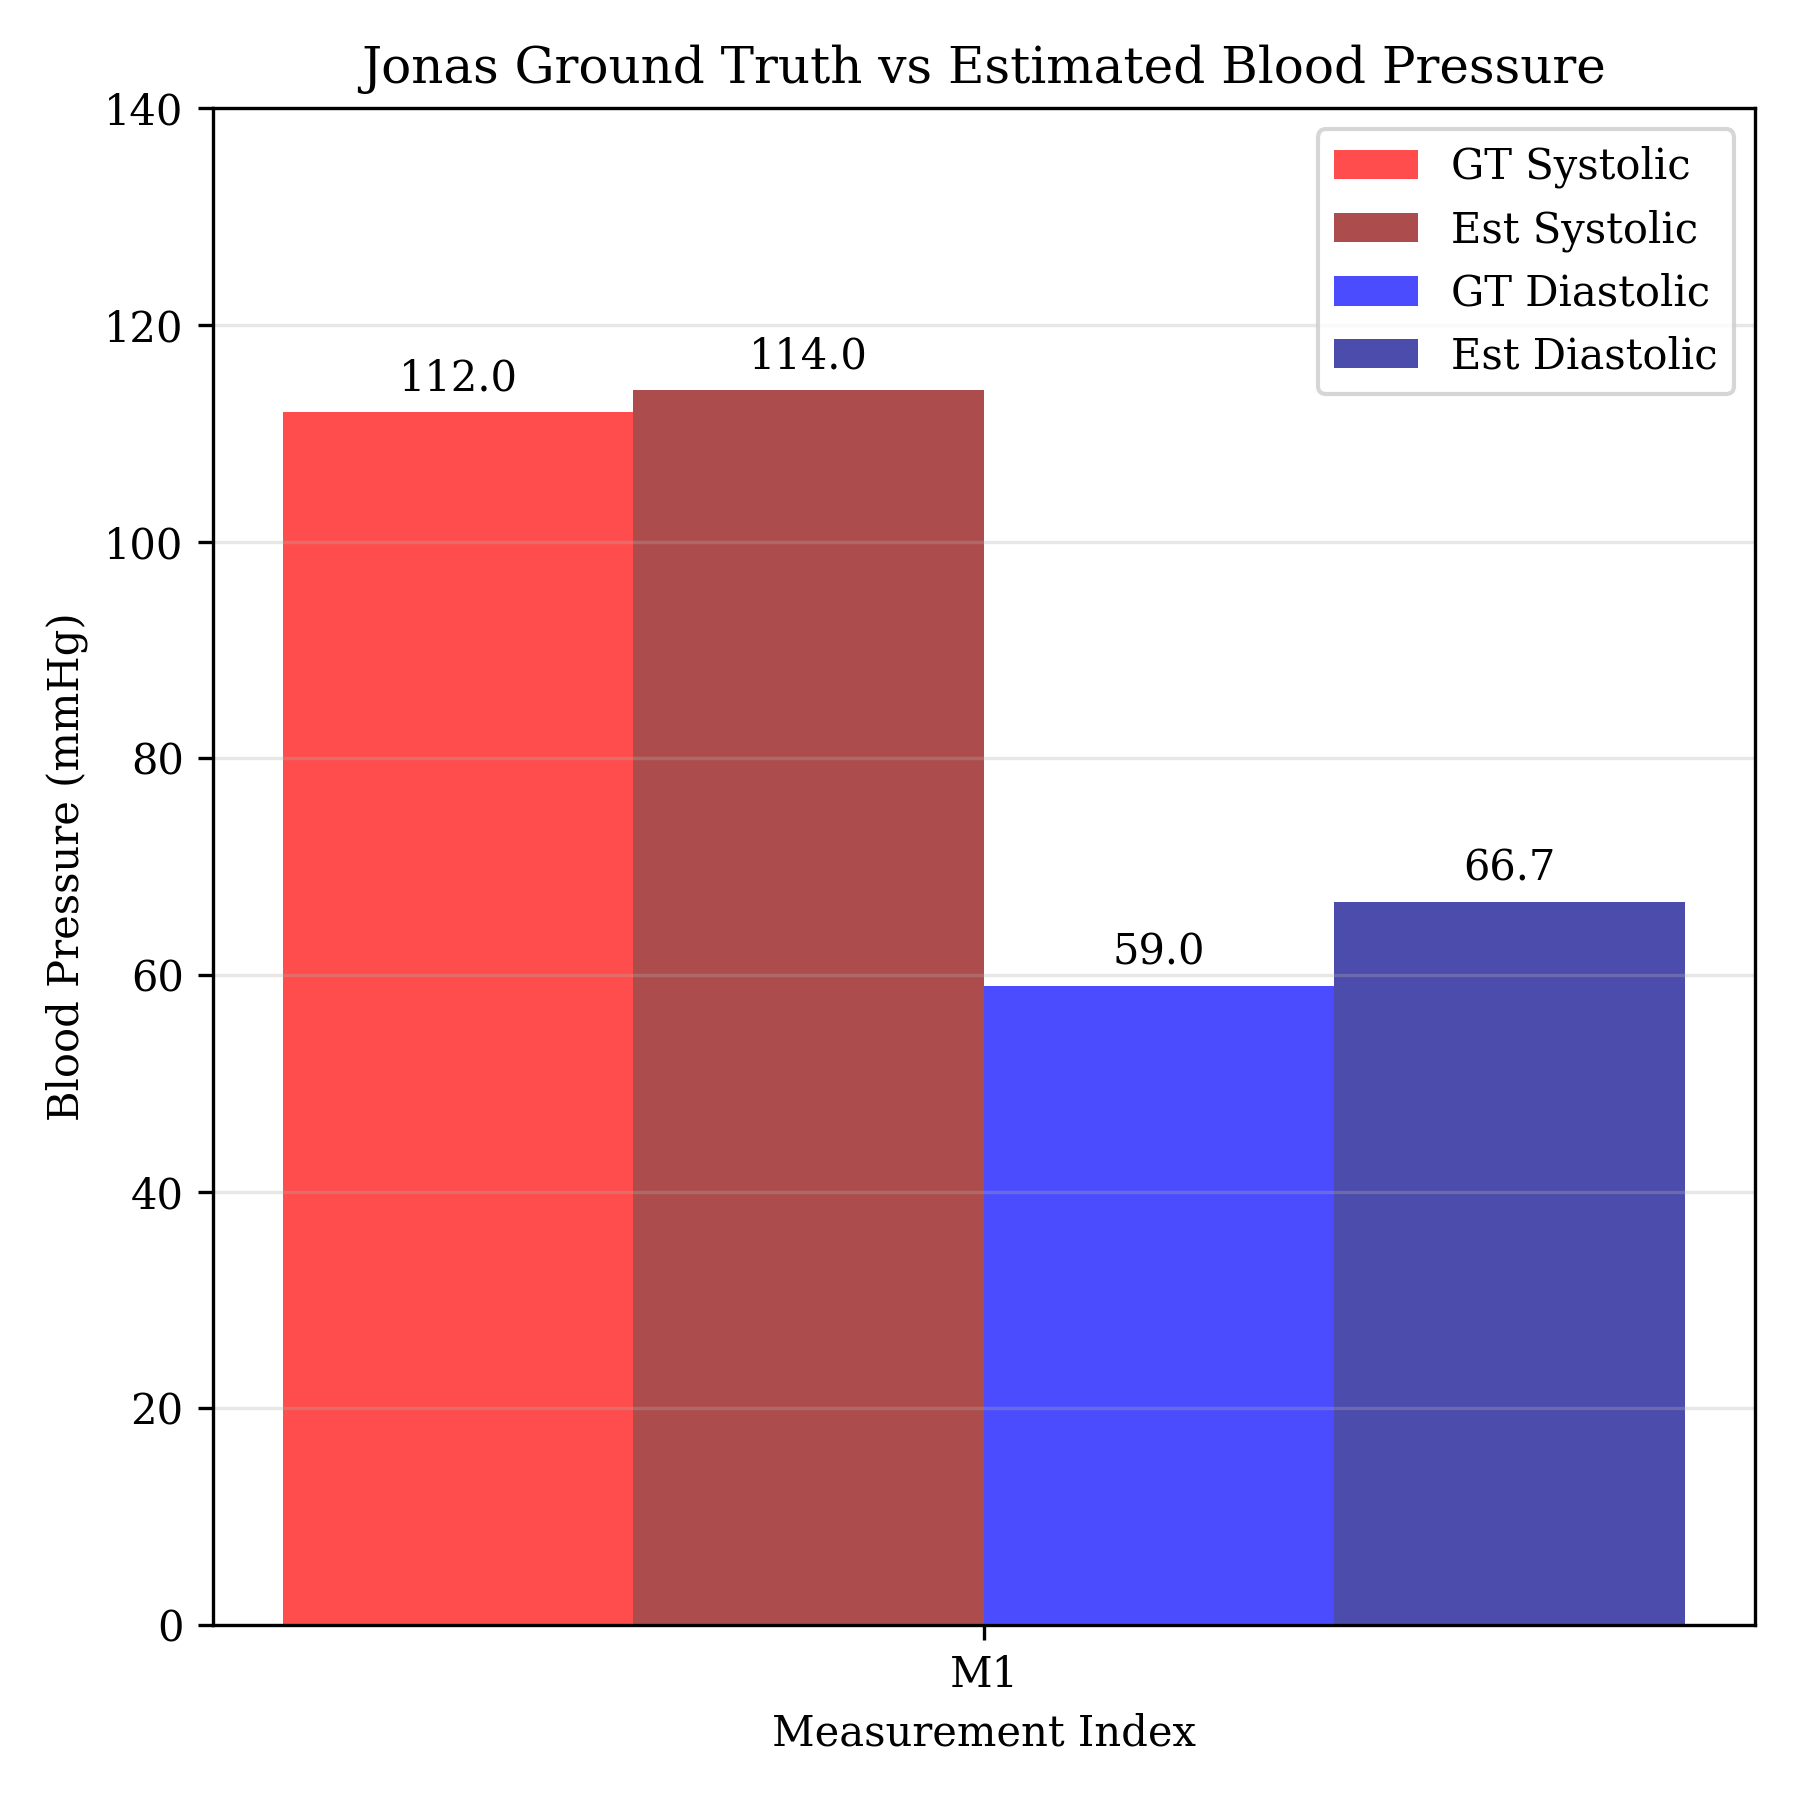 Jonas Ground Truth vs Estimated Blood Pressure
140
120
100
80
60
40
20
0
Blood Pressure (mmHg)
GT Systolic
Est Systolic
GT Diastolic
Est Diastolic
112.0
114.0
59.0
66.7
M1
Measurement Index